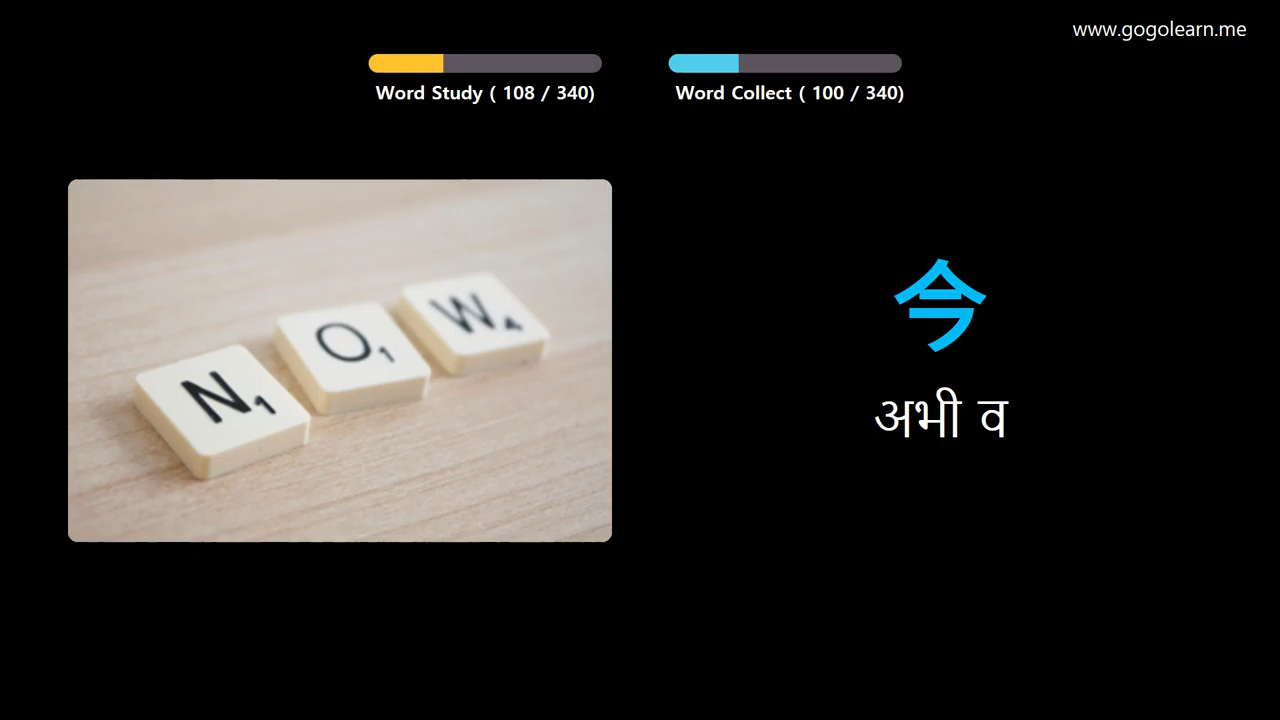 www.gogolearn.me
Word Study ( 108 / 340)
Word Collect ( 100 / 340)
N1 O1 W4
今
अभी व